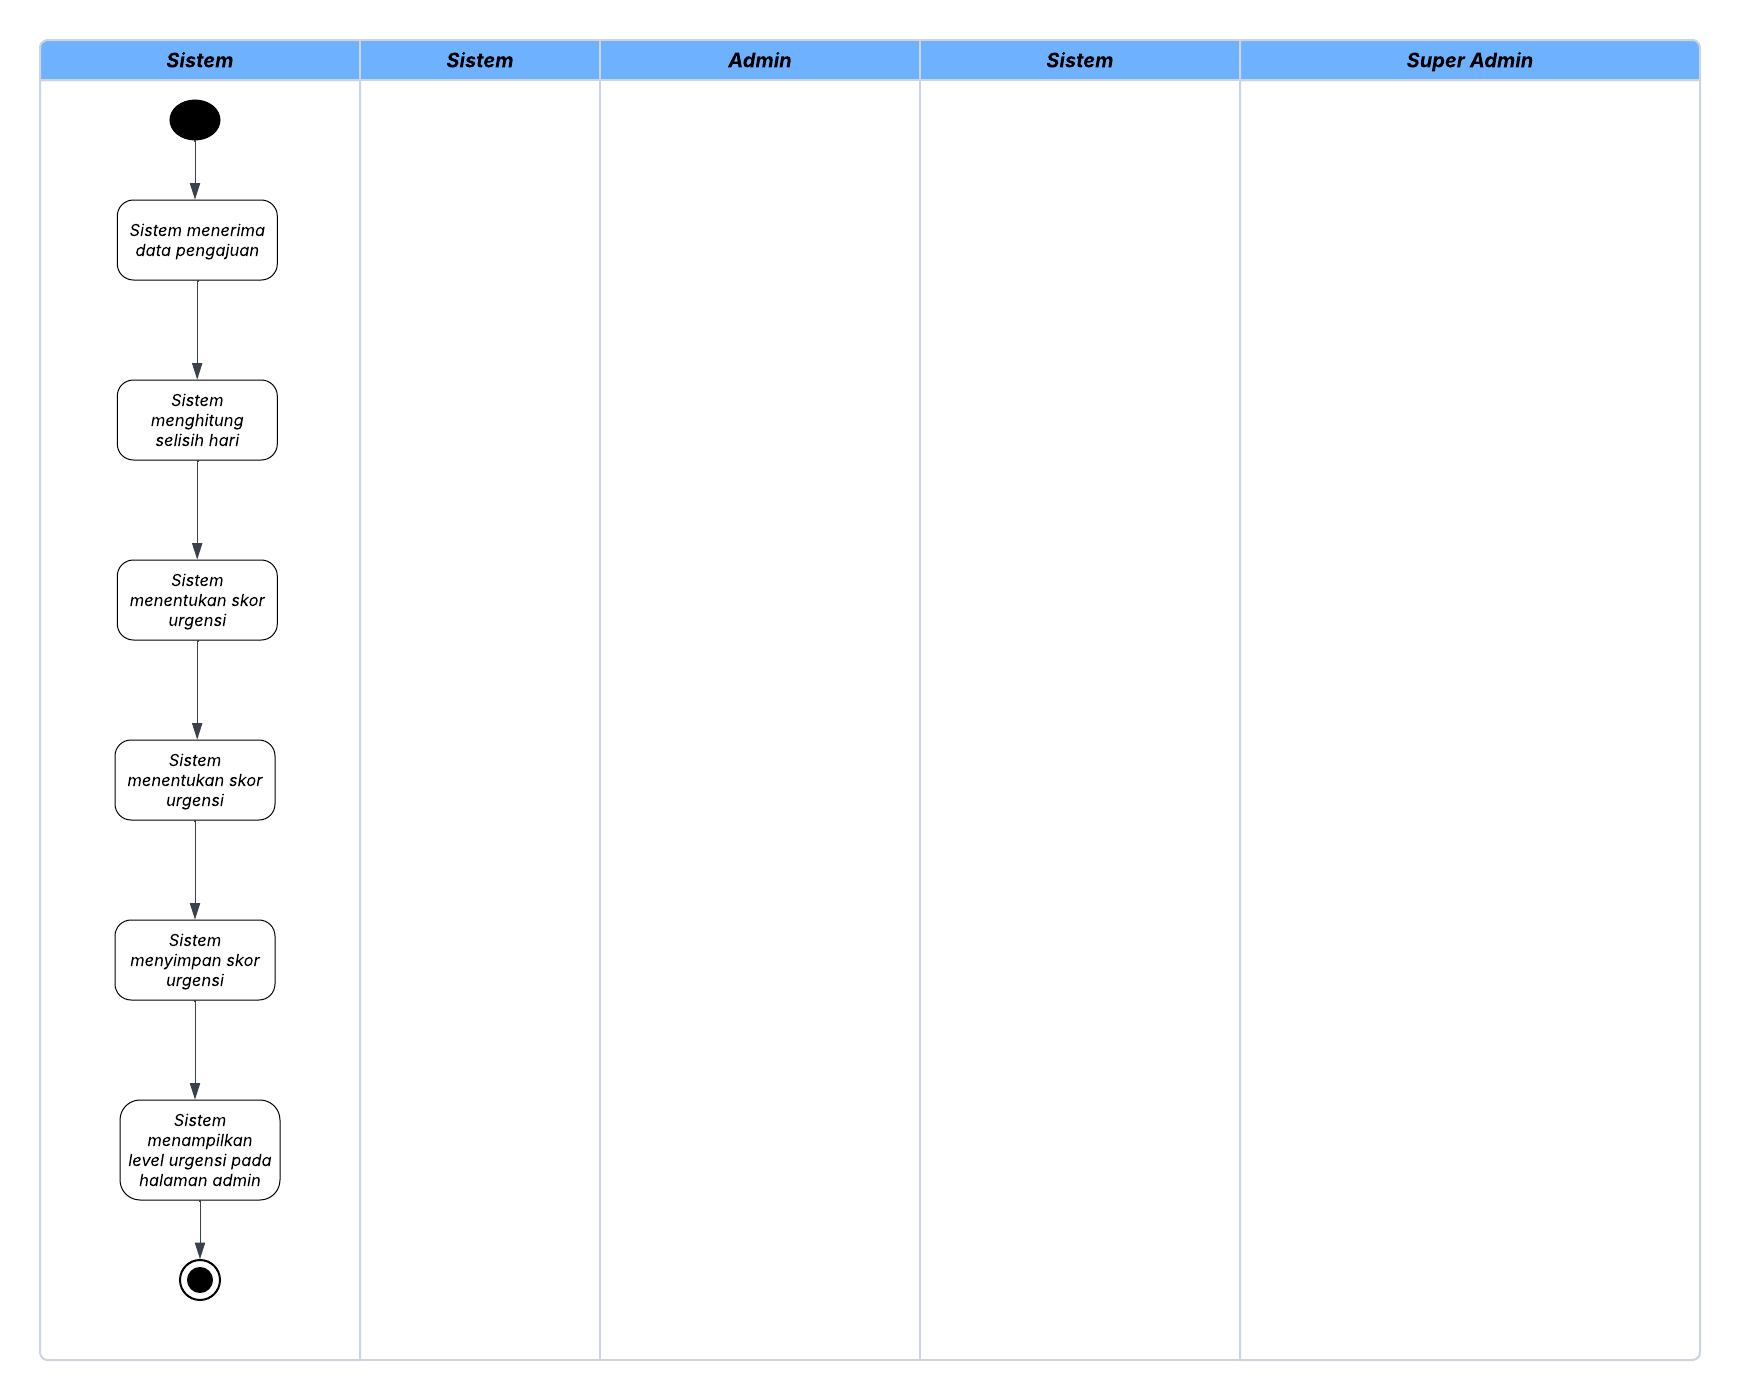 Sistem
Sistem
Admin
Sistem
Super Admin
Sistem menerima
data pengajuan
Sistem
menghitung
selisih hari
Sistem
menentukan skor
urgensi
Sistem
menentukan skor
urgensi
Sistem
menyimpan skor
urgensi
Sistem
menampilkan
level urgensi pada
halaman admin